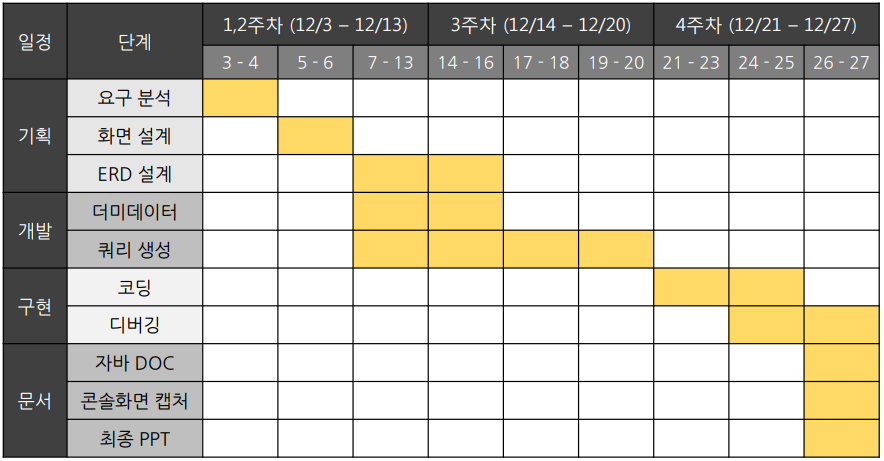 일정 단계 1,2주차 (12/3 – 12/13) 3주차 (12/14 – 12/20) 4주차 (12/21 – 12/27)
3 - 4 5 - 6 7 - 13 14 - 16 17 - 18 19 - 20 21 - 23 24 - 25 26 - 27
기획 요구 분석
화면 설계
ERD 설계
개발 더미데이터
쿼리 생성
구현 코딩
디버깅
문서 자바 DOC
콘솔화면 캡처
최종 PPT